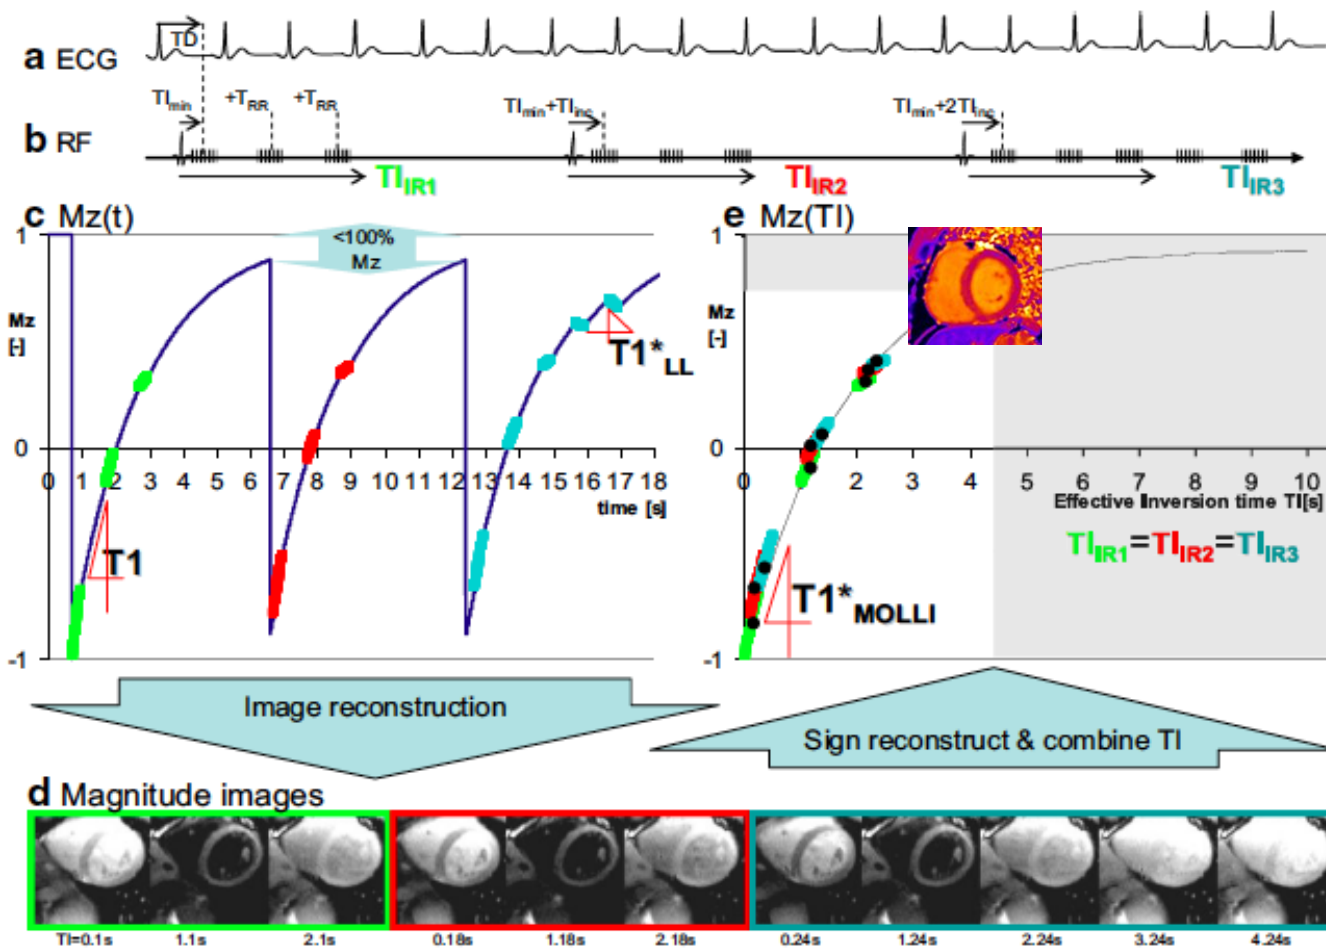 a ECG
TD
TImin +TRR +TRR TImin+TIinc TImin+2TIinc
b RF
TIIR1 TIIR2 TIIR3
c Mz(t)
1
<100%
Mz
Mz
[-]
T1*LL
0
0 1 2 3 4 5 6 7 8 9 10 11 12 13 14 15 16 17 18
time [s]
T1
-1
e Mz(TI)
1
Mz
[-]
0
0 1 2 3 4 5 6 7 8 9 10
Effective Inversion time TI[s]
TIIR1=TIIR2=TIIR3
T1*MOLLI
-1
Image reconstruction
Sign reconstruct & combine TI
d Magnitude images
TI=0.1s 1.1s 2.1s 0.18s 1.18s 2.18s 0.24s 1.24s 2.24s 3.24s 4.24s